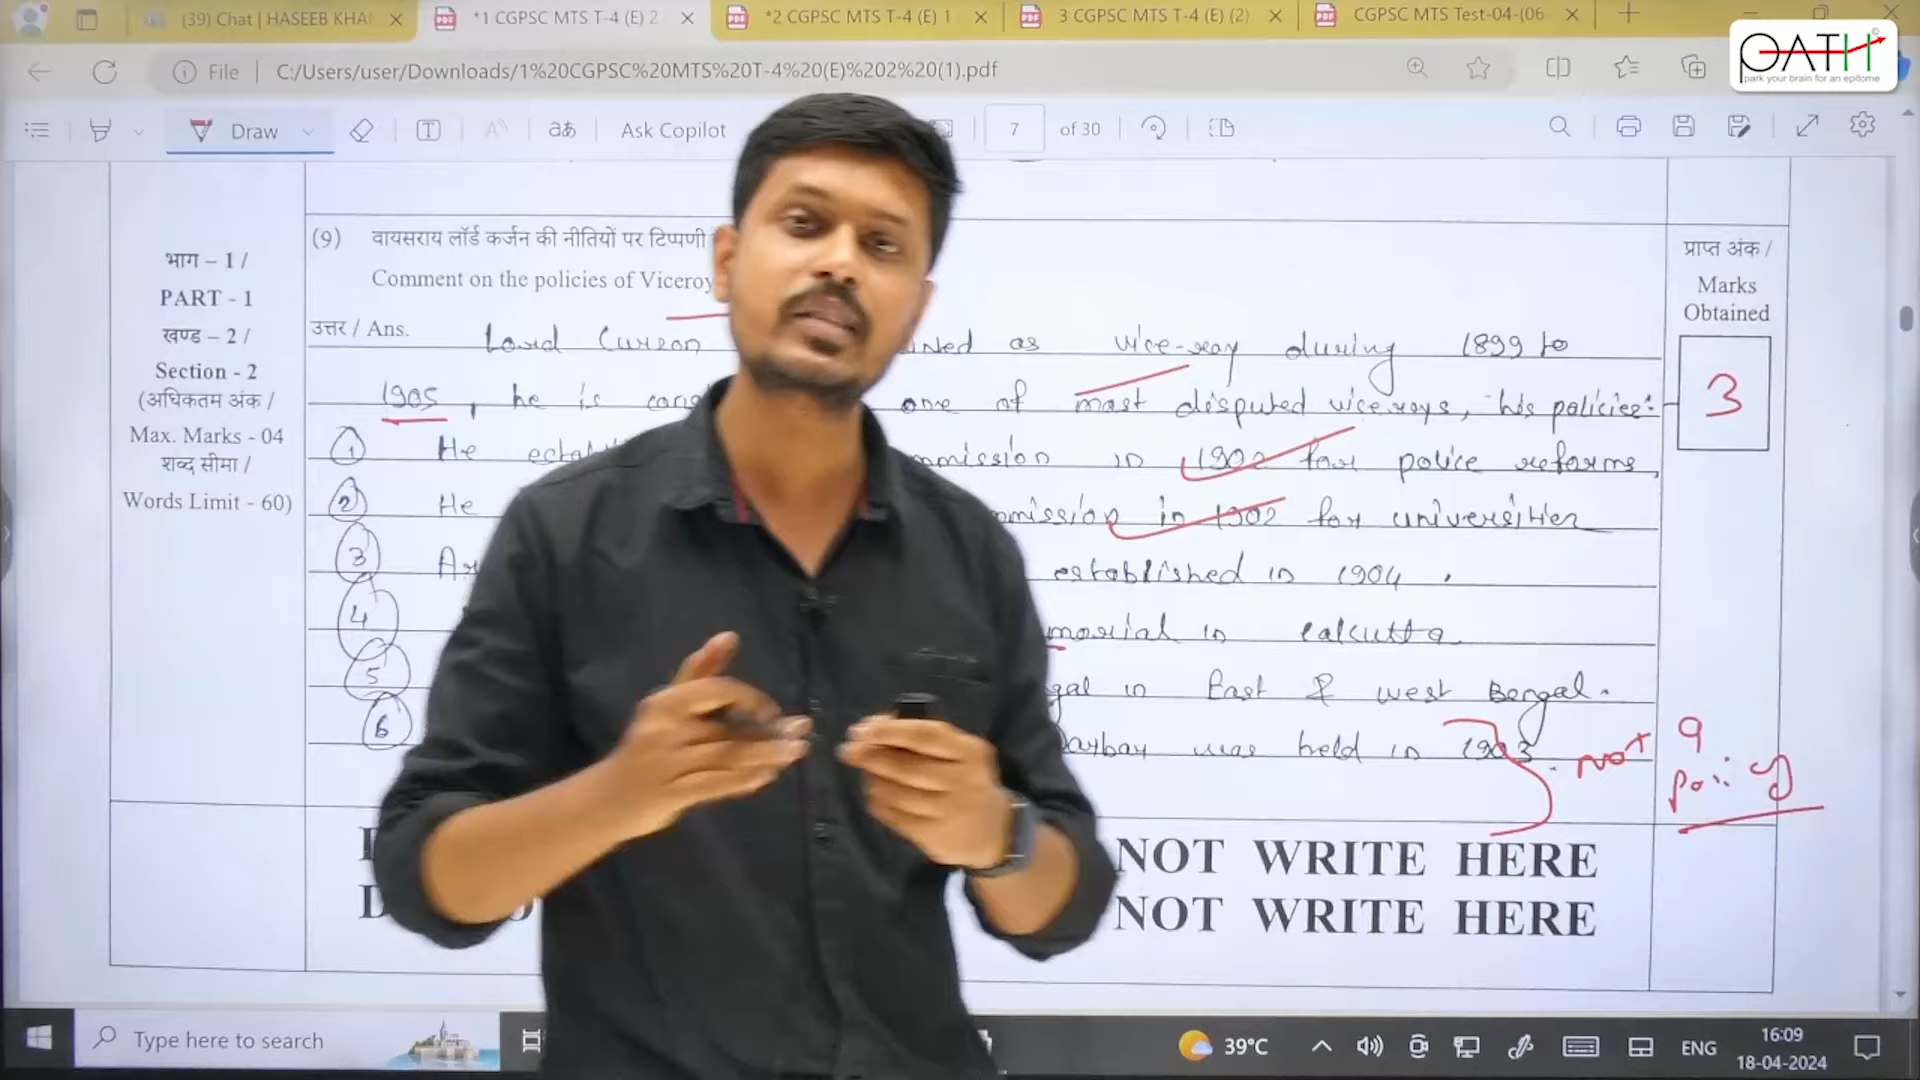 (39) Chat | HASEEB KHA
*1 CGPSC MTS T-4 (E) 2
*2 CGPSC MTS T-4 (E) 1
3 CGPSC MTS T-4 (E) (2)
CGPSC MTS Test-04-(06
PATH
park your brain for an epitome
File C:/Users/user/Downloads/1%20CGPSC%20MTS%20T-4%20(E)%202%20(1).pdf
Draw
aあ
Ask Copilot
7 of 30
(9) वायसराय लॉर्ड कर्जन की नीतियों पर टिप्पणी
Comment on the policies of Viceroy
भाग – 1 /
PART - 1
खण्ड – 2 /
Section - 2
(अधिकतम अंक /
Max. Marks - 04
शब्द सीमा /
Words Limit - 60)
प्राप्त अंक /
Marks
Obtained
3
उत्तर / Ans. Lord Curzon as vice-roy during 1899 to
1905, he is one of most disputed viceroys, his policies:
1 He mmission in 1902 for police reforms,
2 He mmission in 1902 for universities
3 established in 1904.
4 morial in calcutta
5 gal in East & west Bengal.
6 Darbar was held in 1903.
not a policy
NOT WRITE HERE
NOT WRITE HERE
Type here to search
39°C
ENG
16:09
18-04-2024